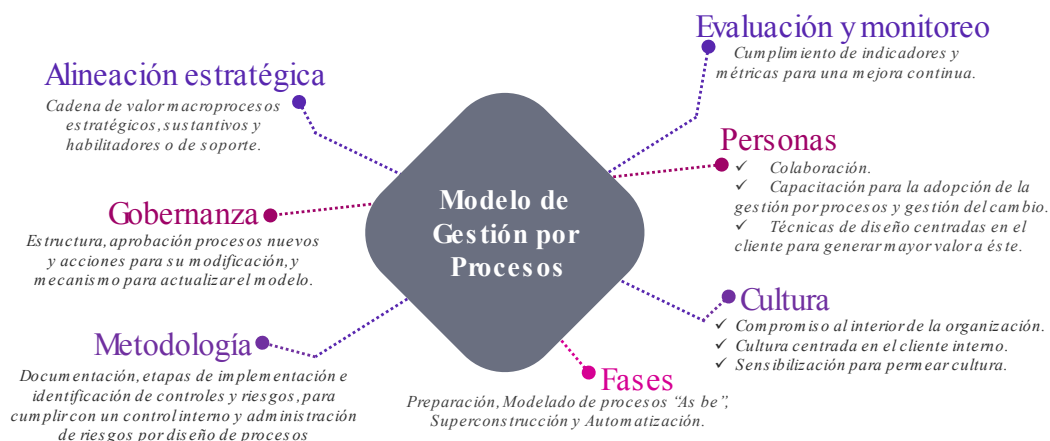 Alineación estratégica
Cadena de valor macroprocesos
estratégicos, sustantivos y
habilitadores o de soporte.
Gobernanza
Estructura, aprobación procesos nuevos
y acciones para su modificación, y
mecanismo para actualizar el modelo.
Metodología
Documentación, etapas de implementación e
identificación de controles y riesgos, para
cumplir con un control interno y administración
de riesgos por diseño de procesos
Modelo de
Gestión por
Procesos
Evaluación y monitoreo
Cumplimiento de indicadores y
métricas para una mejora continua.
Personas
✓ Colaboración.
✓ Capacitación para la adopción de la
gestión por procesos y gestión del cambio.
✓ Técnicas de diseño centradas en el
cliente para generar mayor valor a éste.
Cultura
✓ Compromiso al interior de la organización.
✓ Cultura centrada en el cliente interno.
✓ Sensibilización para permear cultura.
Fases
Preparación, Modelado de procesos “As be”,
Superconstrucción y Automatización.